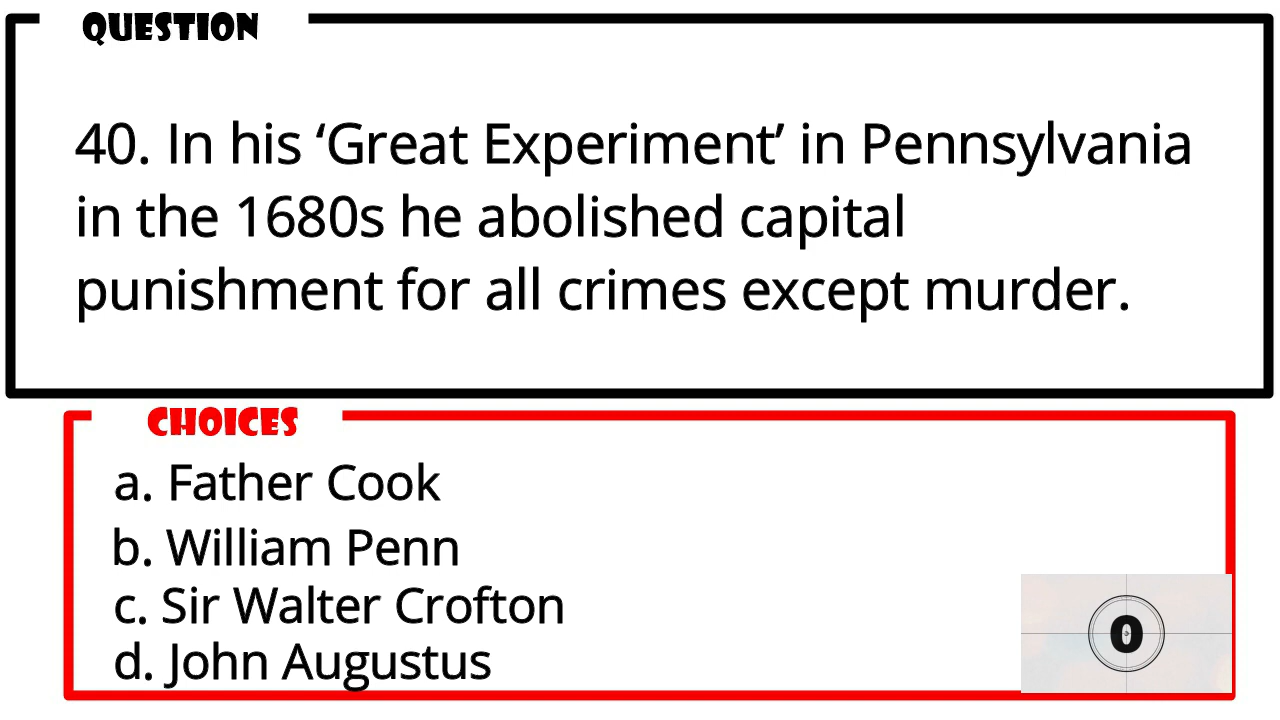 QUESTION
40. In his ‘Great Experiment’ in Pennsylvania
in the 1680s he abolished capital
punishment for all crimes except murder.
CHOICES
a. Father Cook
b. William Penn
c. Sir Walter Crofton
d. John Augustus
0